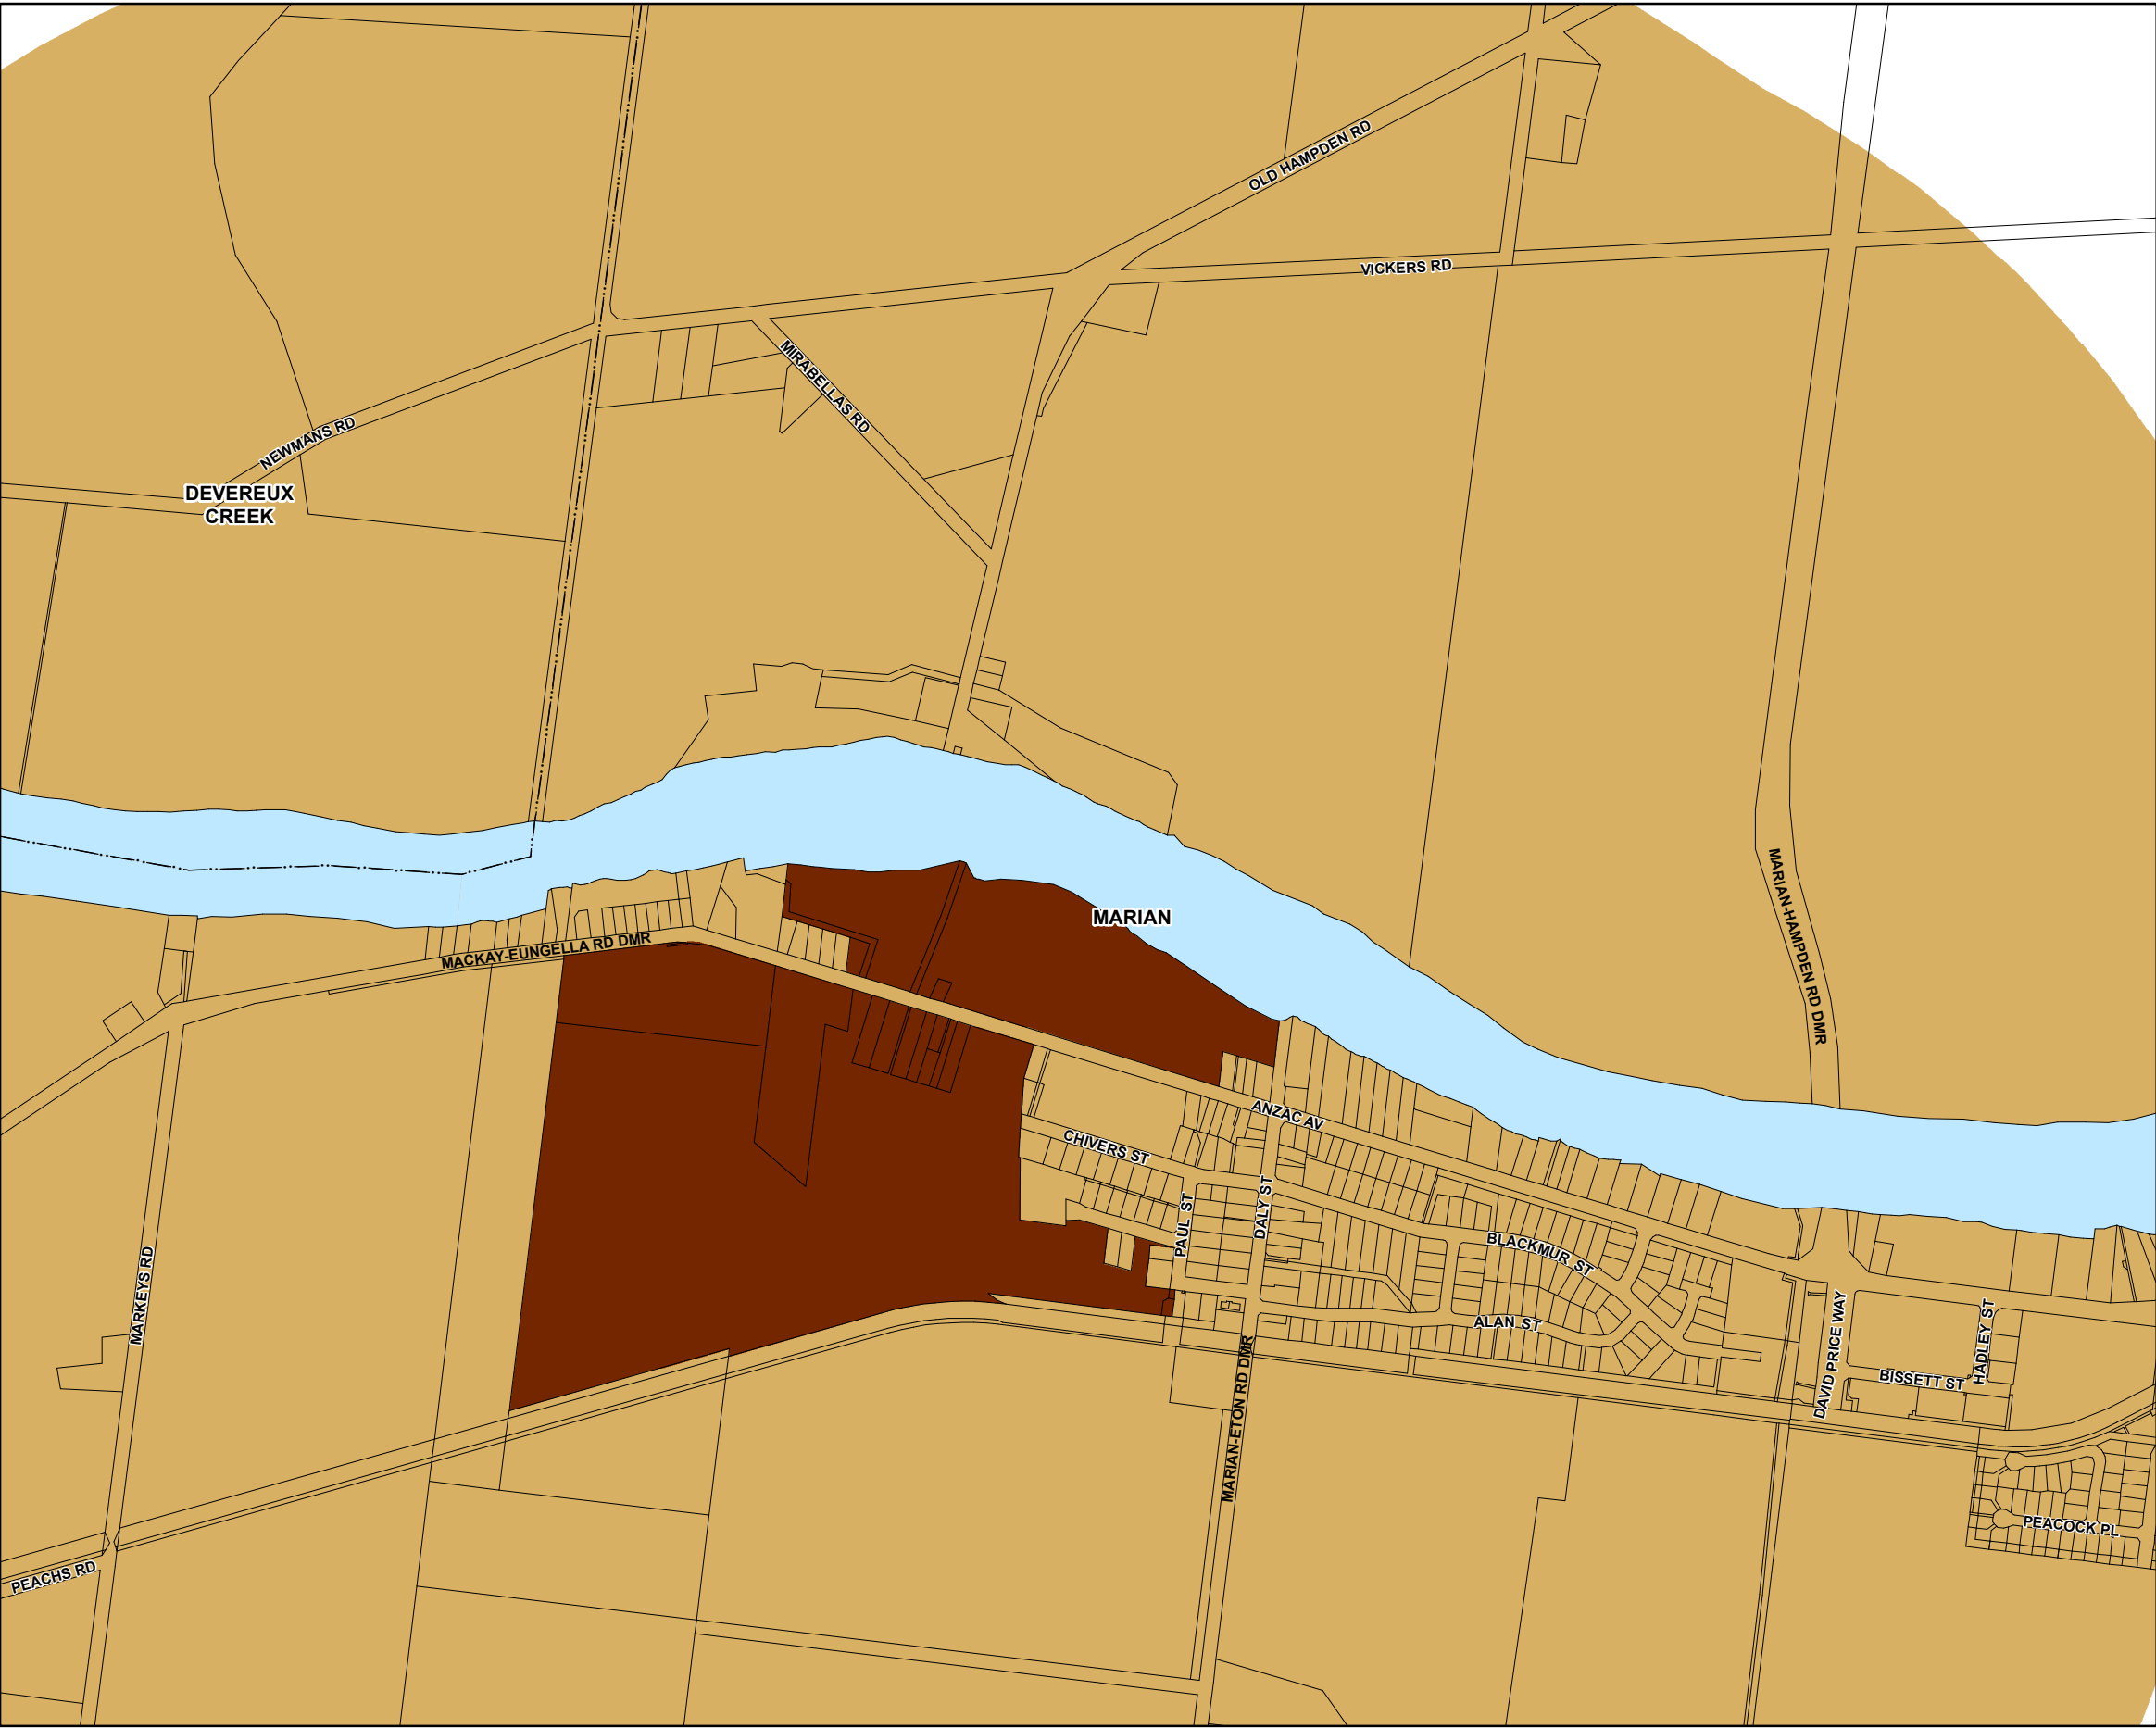 OLD HAMPDEN RD
VICKERS RD
MIRABELLAS RD
NEWMANS RD
DEVEREUX
CREEK
MARIAN
MARIAN-HAMPDEN RD DMR
MACKAY-EUNGELLA RD DMR
ANZAC AV
CHIVERS ST
PAUL ST
DALY ST
BLACKMUR ST
MARKEYS RD
ALAN ST
DAVID PRICE WAY
HADLEY ST
BISSETT ST
MARIAN-ETON RD DMR
PEACOCK PL
PEACHS RD